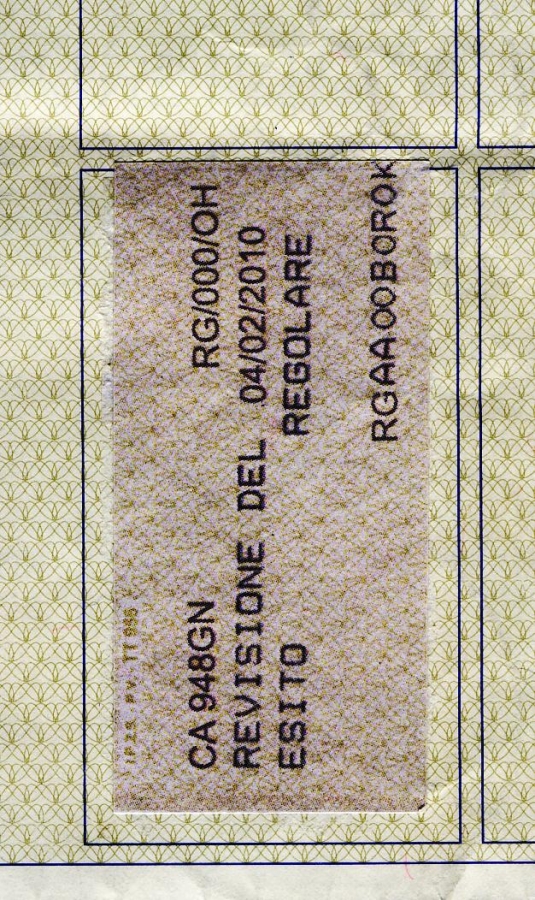 CA 948GN RG/000/OH
REVISIONE DEL 04/02/2010
ESITO REGOLARE
RGAA00B0R0K